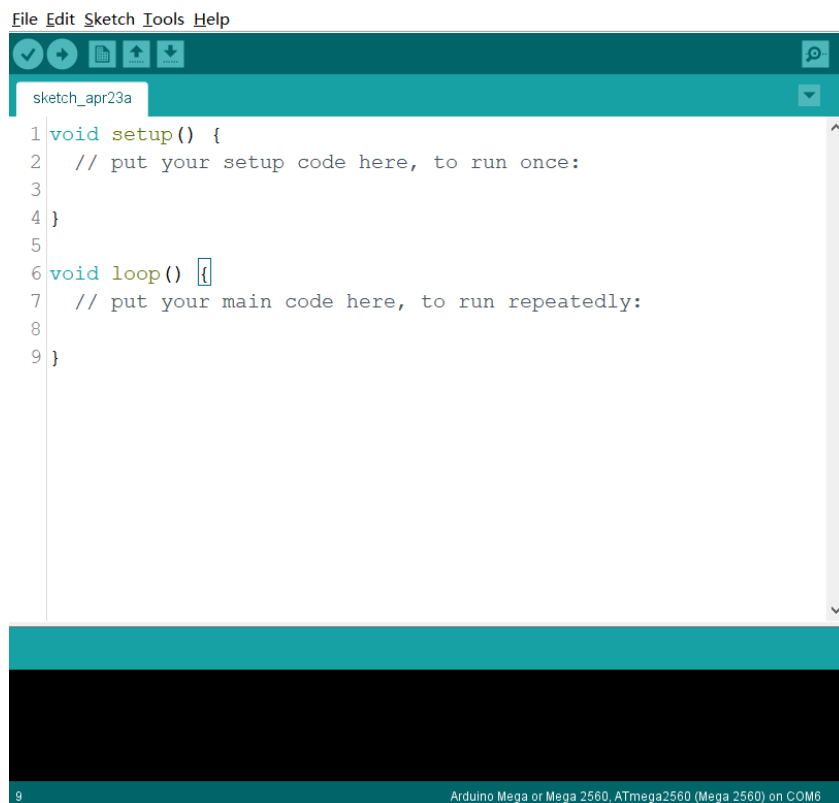 File Edit Sketch Tools Help
sketch_apr23a
1 void setup() {
2   // put your setup code here, to run once:
3
4 }
5
6 void loop() {
7   // put your main code here, to run repeatedly:
8
9 }
9 Arduino Mega or Mega 2560, ATmega2560 (Mega 2560) on COM6